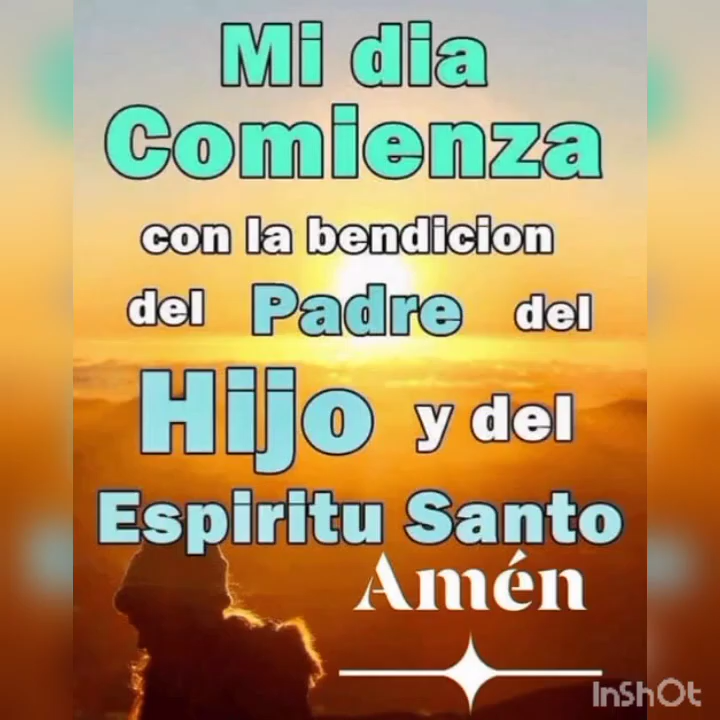 Mi dia
Comienza
con la bendicion
del Padre del
Hijo y del
Espiritu Santo
Amén
InShOt